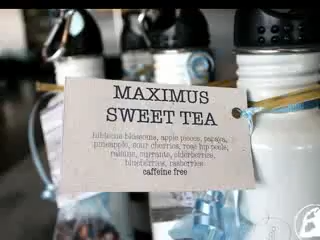 MAXIMUS
SWEET TEA
hibiscus blossoms, apple pieces, papaya,
pineapple, sour cherries, rose hip peels,
raisins, currants, elderberries,
blueberries, rasberries
caffeine free